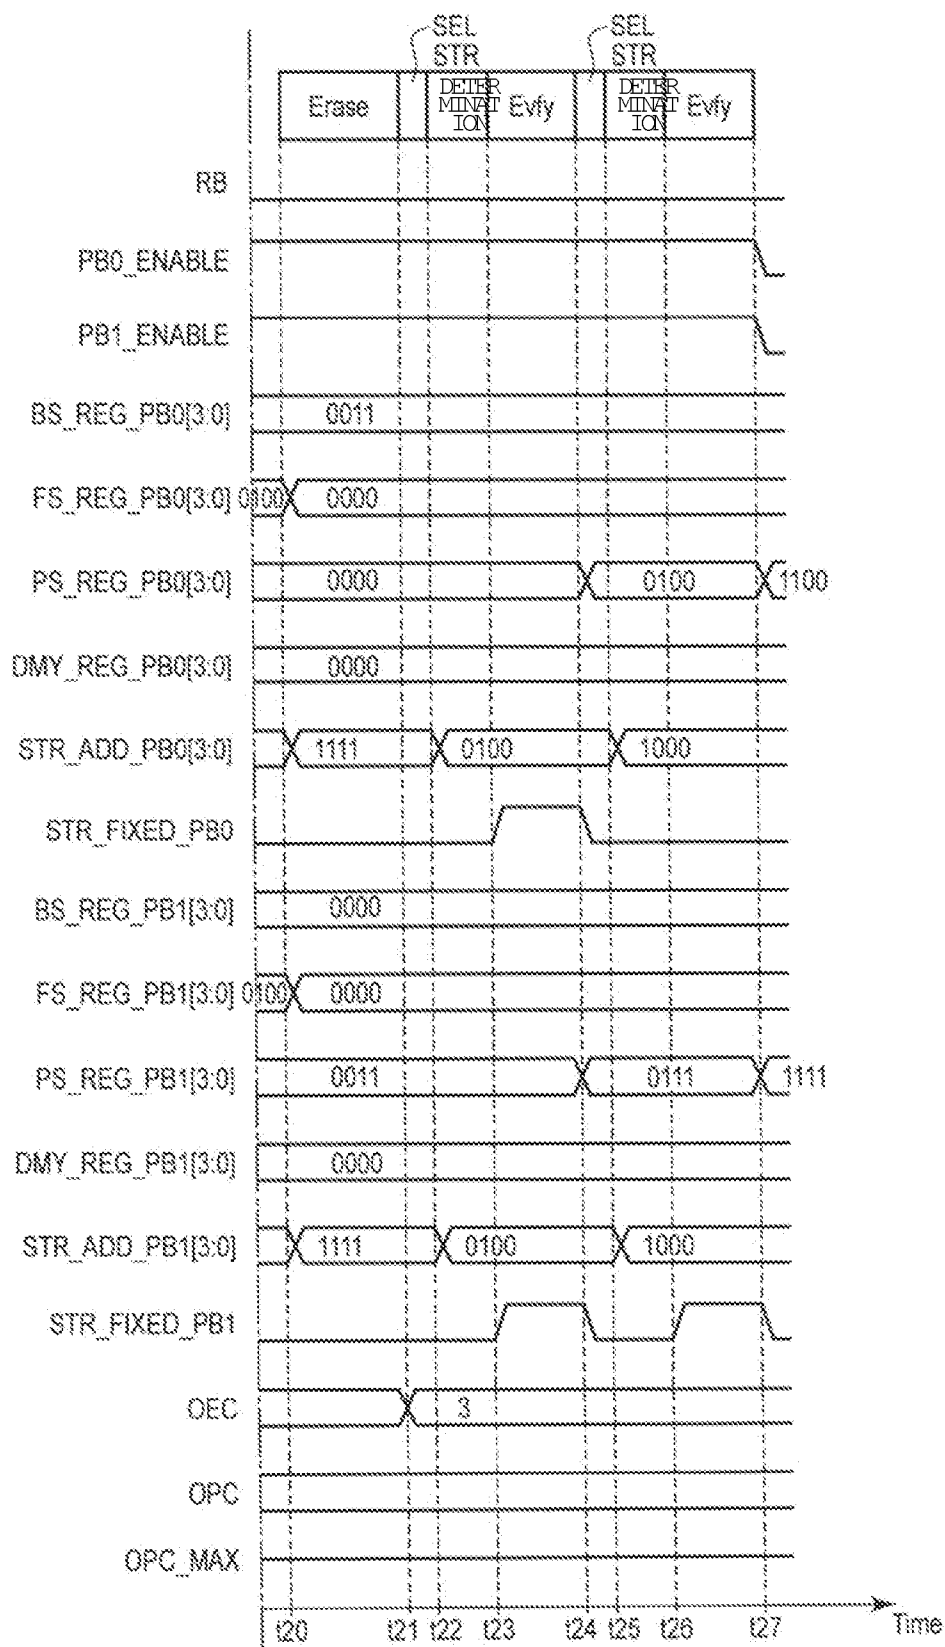 SEL SEL
STR STR
Erase DETER
MINAT
ION Evfy DETER
MINAT
ION Evfy
RB
PB0_ENABLE
PB1_ENABLE
BS_REG_PB0[3:0] 0011
FS_REG_PB0[3:0] 0100 0000
PS_REG_PB0[3:0] 0000 0100 1100
DMY_REG_PB0[3:0] 0000
STR_ADD_PB0[3:0] 1111 0100 1000
STR_FIXED_PB0
BS_REG_PB1[3:0] 0000
FS_REG_PB1[3:0] 0100 0000
PS_REG_PB1[3:0] 0011 0111 1111
DMY_REG_PB1[3:0] 0000
STR_ADD_PB1[3:0] 1111 0100 1000
STR_FIXED_PB1
OEC 3
OPC
OPC_MAX
t20 t21 t22 t23 t24 t25 t26 t27 Time